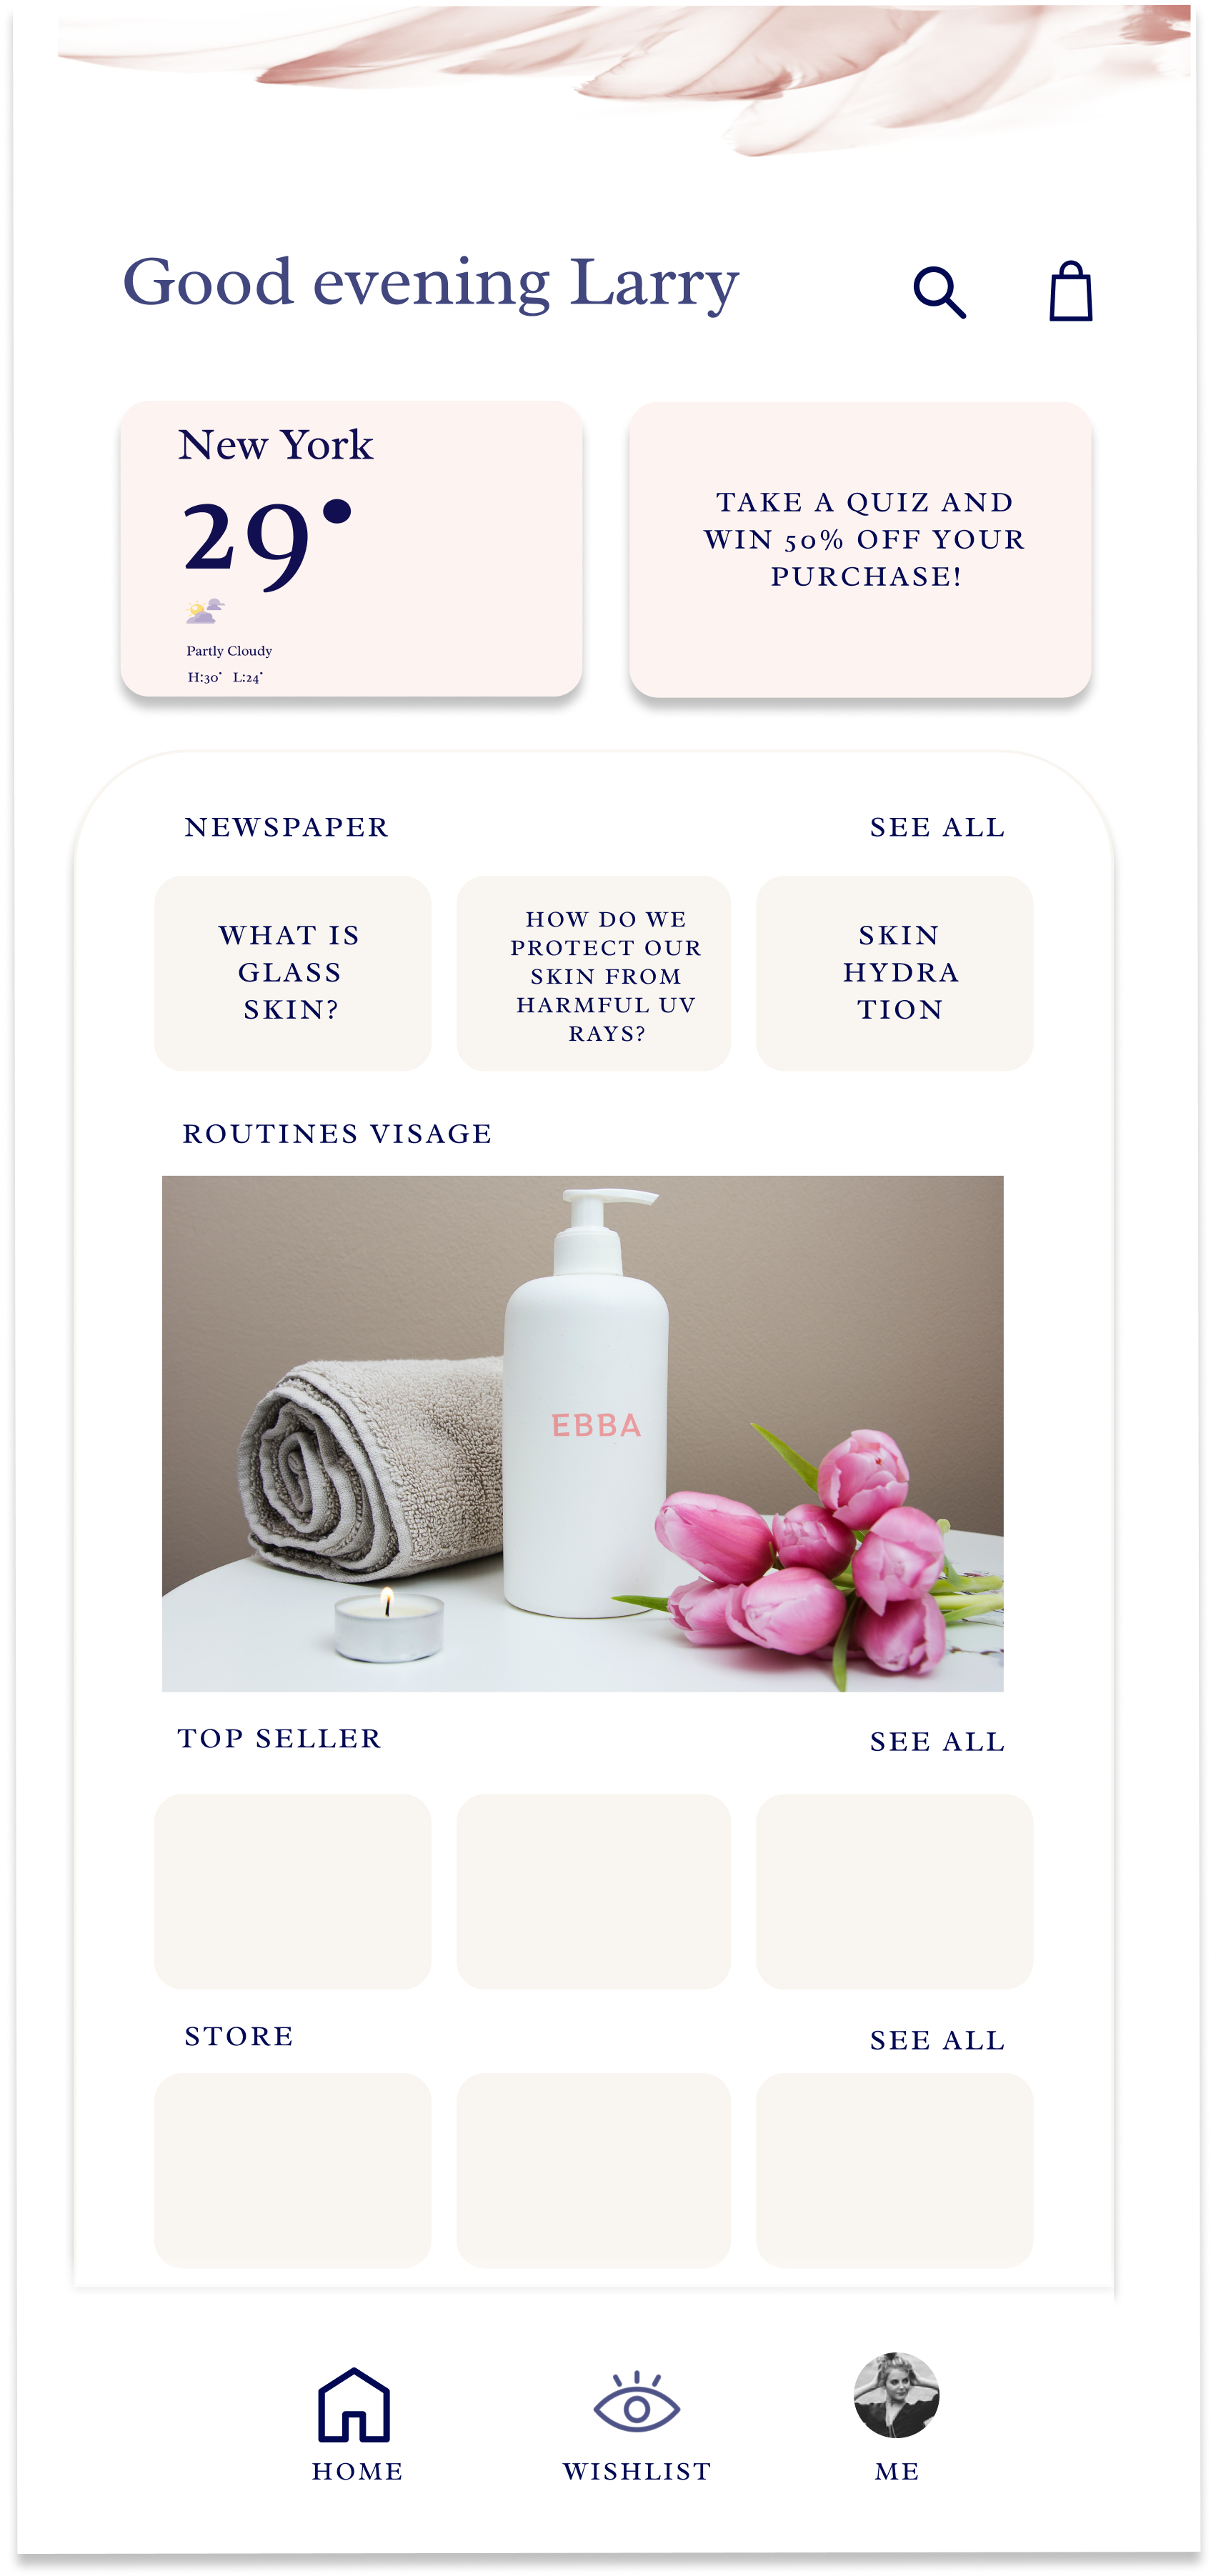 Good evening Larry
New York
29°
Partly Cloudy
H:30° L:24°
TAKE A QUIZ AND
WIN 50% OFF YOUR
PURCHASE!
NEWSPAPER
SEE ALL
WHAT IS
GLASS
SKIN?
HOW DO WE
PROTECT OUR
SKIN FROM
HARMFUL UV
RAYS?
SKIN
HYDRA
TION
ROUTINES VISAGE
EBBA
TOP SELLER
SEE ALL
STORE
SEE ALL
HOME
WISHLIST
ME